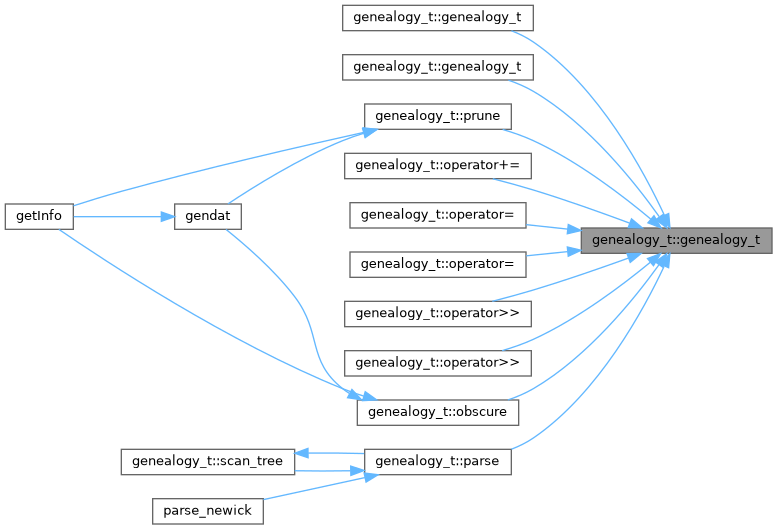 genealogy_t::genealogy_t
genealogy_t::genealogy_t
genealogy_t::prune
genealogy_t::operator+=
getInfo
gendat
genealogy_t::operator=
genealogy_t::genealogy_t
genealogy_t::operator=
genealogy_t::operator>>
genealogy_t::operator>>
genealogy_t::obscure
genealogy_t::scan_tree
genealogy_t::parse
parse_newick